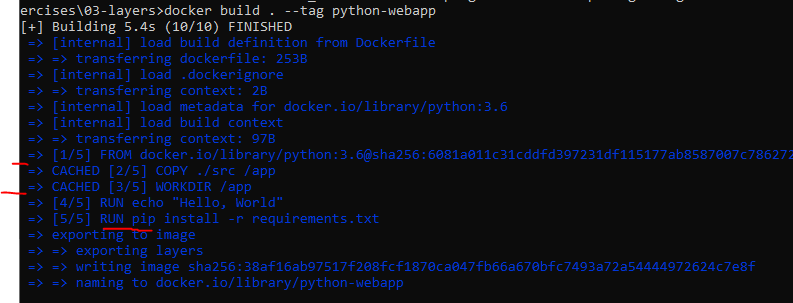 ercises\03-layers>docker build . --tag python-webapp
[+] Building 5.4s (10/10) FINISHED
=> [internal] load build definition from Dockerfile
=> => transferring dockerfile: 253B
=> [internal] load .dockerignore
=> => transferring context: 2B
=> [internal] load metadata for docker.io/library/python:3.6
=> [internal] load build context
=> => transferring context: 97B
=> [1/5] FROM docker.io/library/python:3.6@sha256:6081a011c31cddfd397231df115177ab8587007c786272
=> CACHED [2/5] COPY ./src /app
=> CACHED [3/5] WORKDIR /app
=> [4/5] RUN echo "Hello, World"
=> [5/5] RUN pip install -r requirements.txt
=> exporting to image
=> => exporting layers
=> => writing image sha256:38af16ab97517f208fcf1870ca047fb66a670bfc7493a72a54444972624c7e8f
=> => naming to docker.io/library/python-webapp